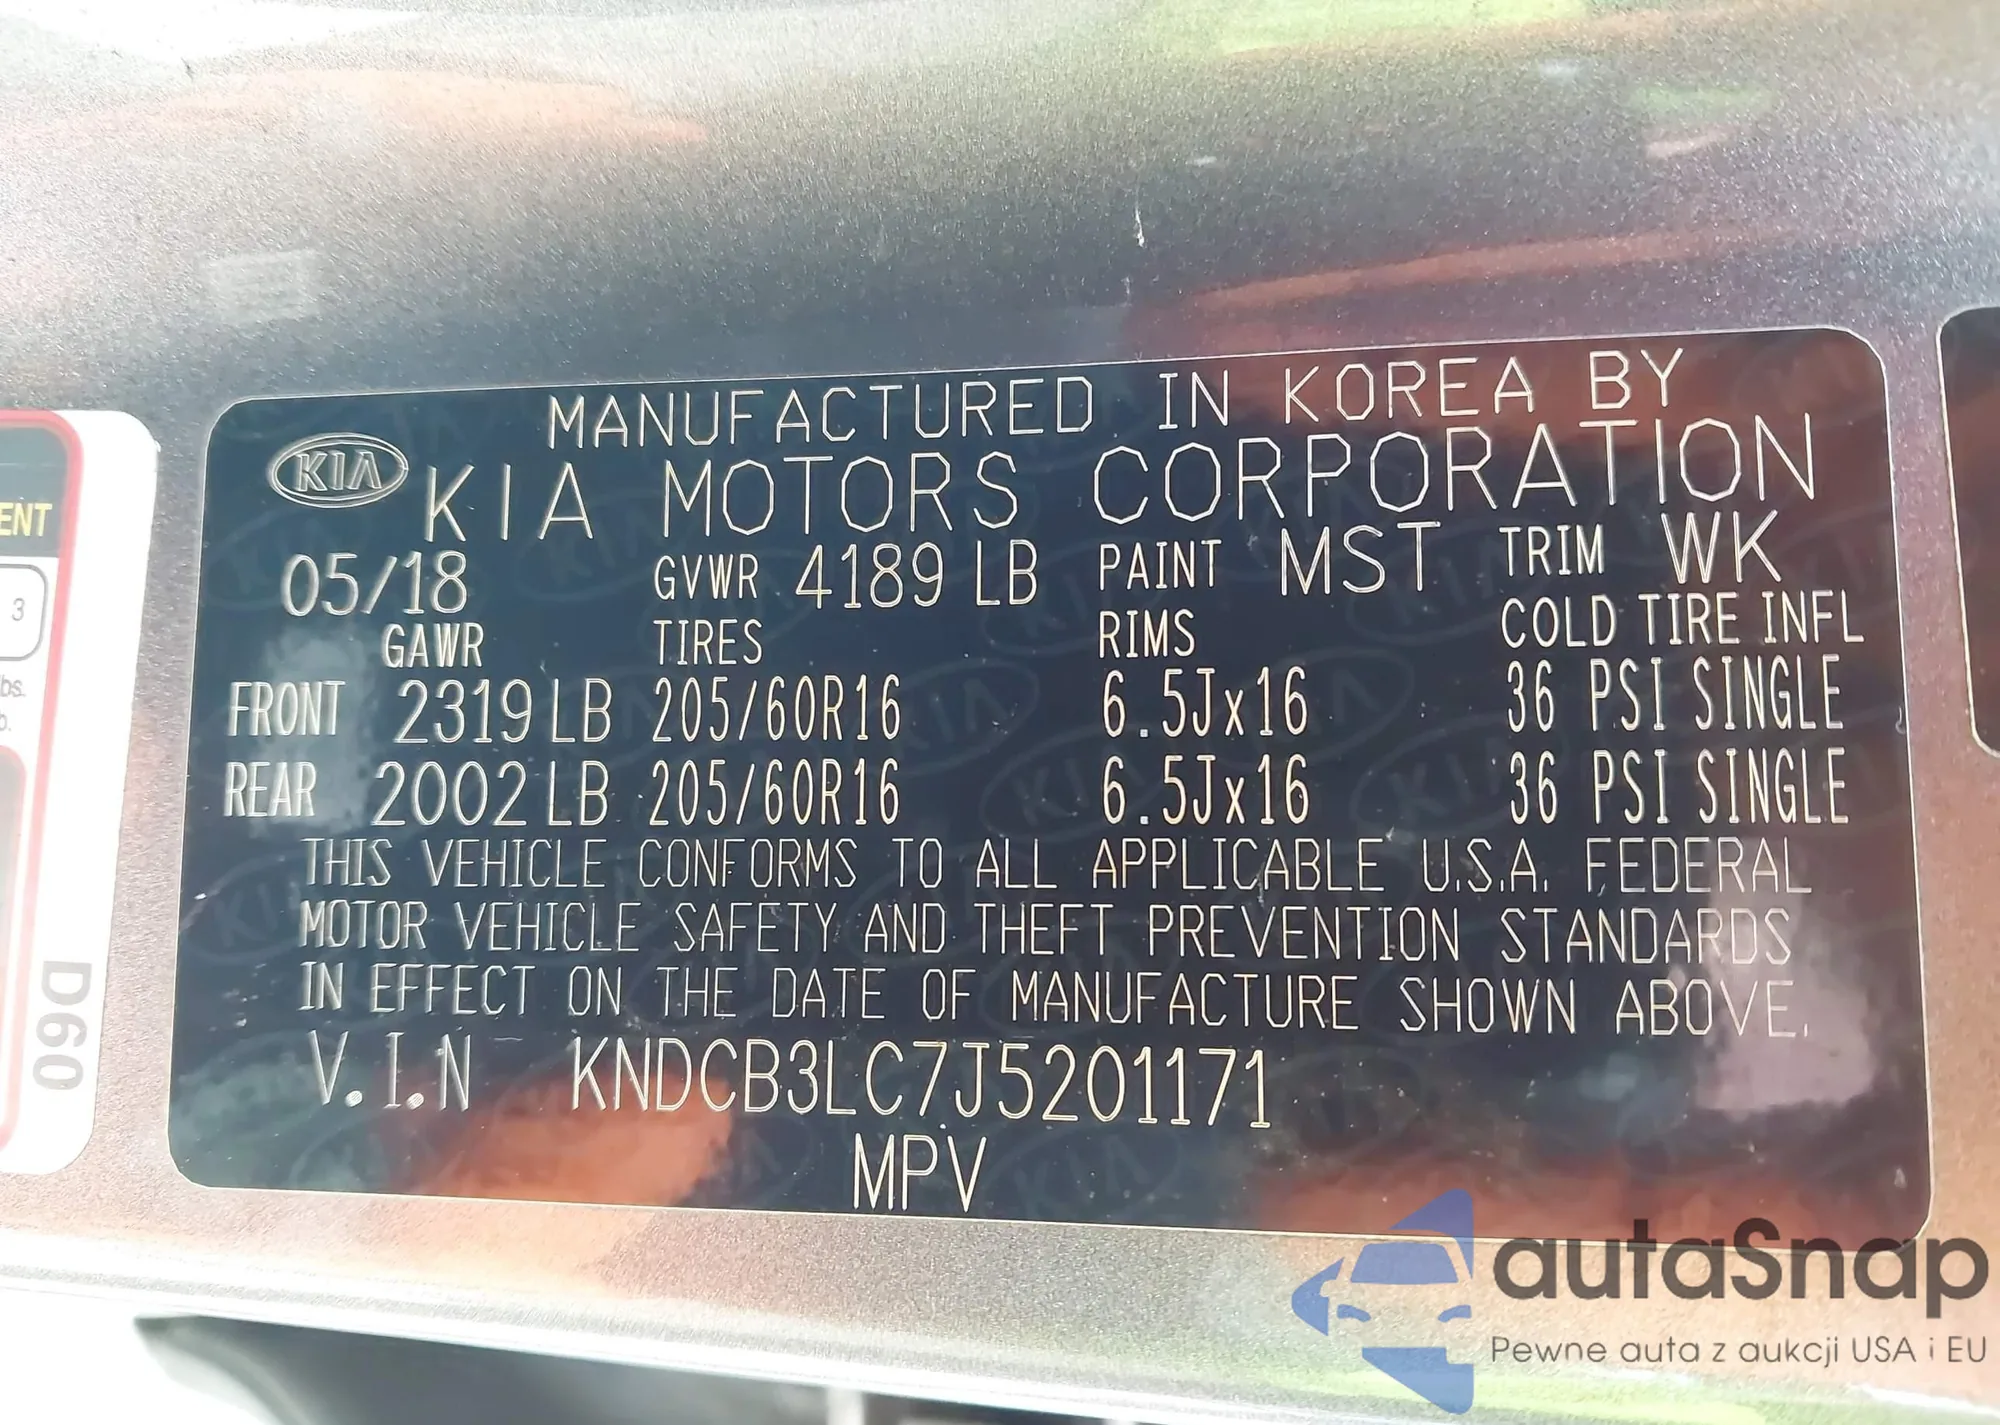 MANUFACTURED IN KOREA BY
KIA KIA MOTORS CORPORATION
05/18 GVWR 4189 LB PAINT MST TRIM WK
GAWR TIRES RIMS COLD TIRE INFL
FRONT 2319 LB 205/60R16 6.5Jx16 36 PSI SINGLE
REAR 2002 LB 205/60R16 6.5Jx16 36 PSI SINGLE
THIS VEHICLE CONFORMS TO ALL APPLICABLE U.S.A. FEDERAL
MOTOR VEHICLE SAFETY AND THEFT PREVENTION STANDARDS
IN EFFECT ON THE DATE OF MANUFACTURE SHOWN ABOVE.
V.I.N KNDCB3LC7J5201171
MPV
ENT
3
lbs.
b.
D60
autaSnap
Pewne auta z aukcji USA i EU